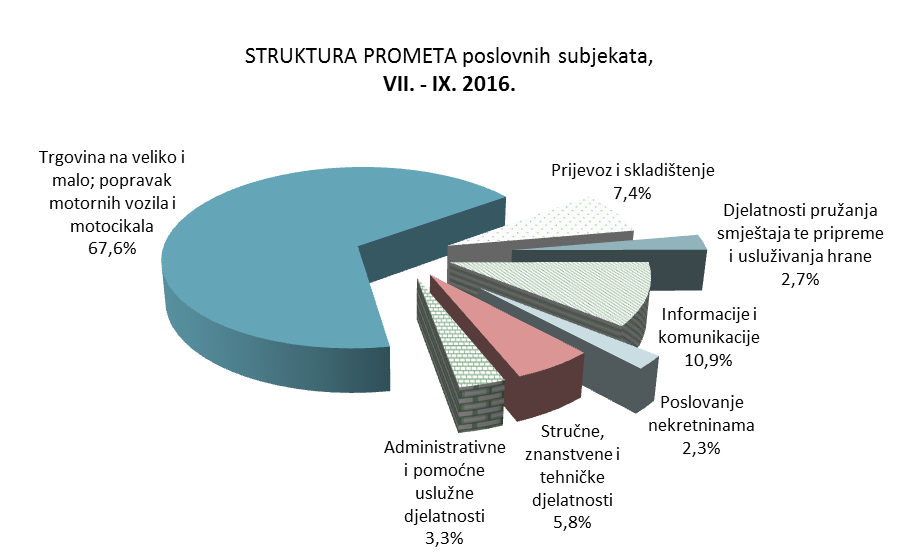 STRUKTURA PROMETA poslovnih subjekata,
VII. - IX. 2016.
Trgovina na veliko i
malo; popravak
motornih vozila i
motocikala
67,6%
Prijevoz i skladištenje
7,4%
Djelatnosti pružanja
smještaja te pripreme
i usluživanja hrane
2,7%
Informacije i
komunikacije
10,9%
Poslovanje
nekretninama
2,3%
Stručne,
znanstvene i
tehničke
djelatnosti
5,8%
Administrativne
i pomoćne
uslužne
djelatnosti
3,3%